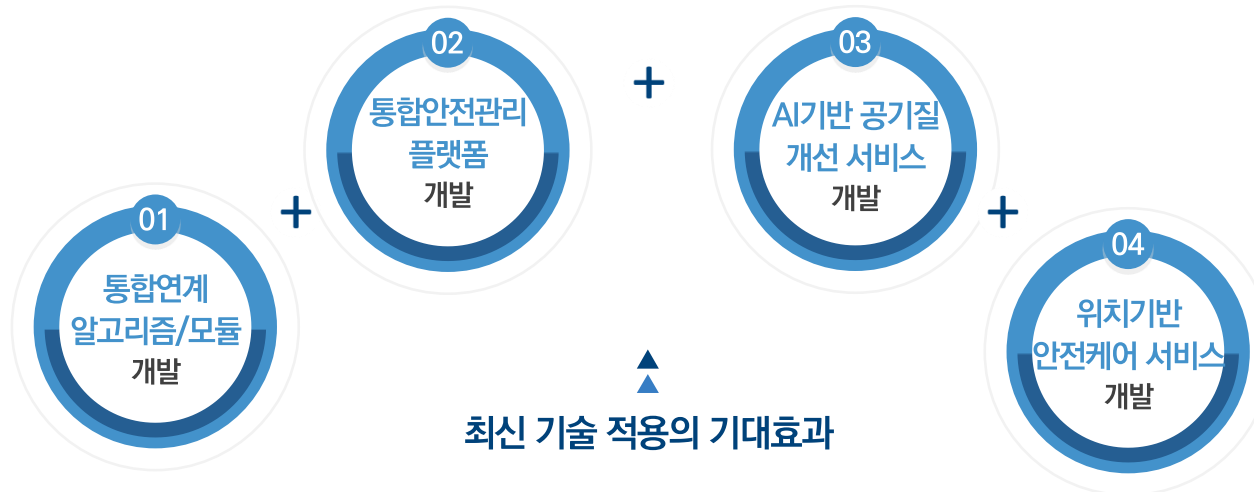 01
통합연계
알고리즘/모듈
개발
+
02
통합안전관리
플랫폼
개발
+
03
AI기반 공기질
개선 서비스
개발
+
04
위치기반
안전케어 서비스
개발
최신 기술 적용의 기대효과